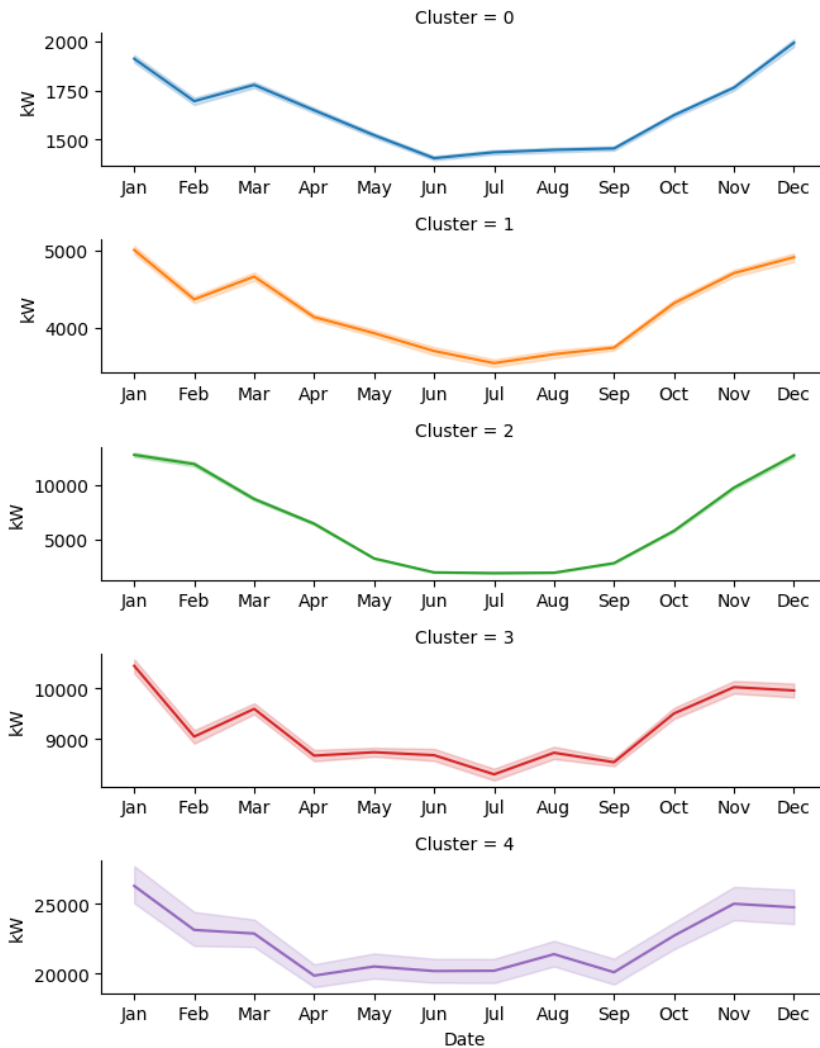 Cluster = 0
2000
1750
1500
kW
Jan Feb Mar Apr May Jun Jul Aug Sep Oct Nov Dec
Cluster = 1
5000
4000
kW
Jan Feb Mar Apr May Jun Jul Aug Sep Oct Nov Dec
Cluster = 2
10000
5000
kW
Jan Feb Mar Apr May Jun Jul Aug Sep Oct Nov Dec
Cluster = 3
10000
9000
kW
Jan Feb Mar Apr May Jun Jul Aug Sep Oct Nov Dec
Cluster = 4
25000
20000
kW
Jan Feb Mar Apr May Jun Jul Aug Sep Oct Nov Dec
Date